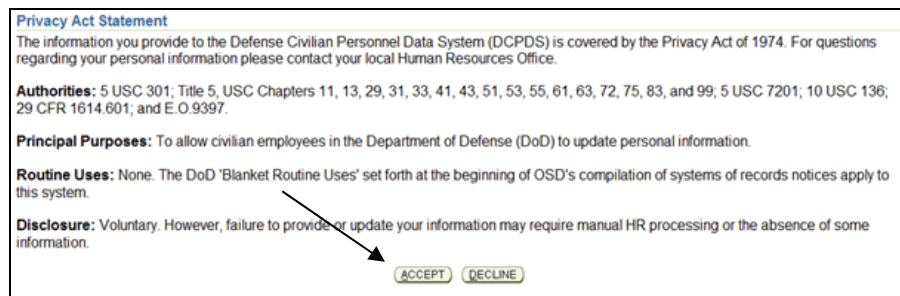 Privacy Act Statement
The information you provide to the Defense Civilian Personnel Data System (DCPDS) is covered by the Privacy Act of 1974. For questions
regarding your personal information please contact your local Human Resources Office.
Authorities: 5 USC 301; Title 5, USC Chapters 11, 13, 29, 31, 33, 41, 43, 51, 53, 55, 61, 63, 72, 75, 83, and 99; 5 USC 7201; 10 USC 136;
29 CFR 1614.601; and E.O.9397.
Principal Purposes: To allow civilian employees in the Department of Defense (DoD) to update personal information.
Routine Uses: None. The DoD 'Blanket Routine Uses' set forth at the beginning of OSD's compilation of systems of records notices apply to
this system.
Disclosure: Voluntary. However, failure to provide or update your information may require manual HR processing or the absence of some
information.
ACCEPT DECLINE